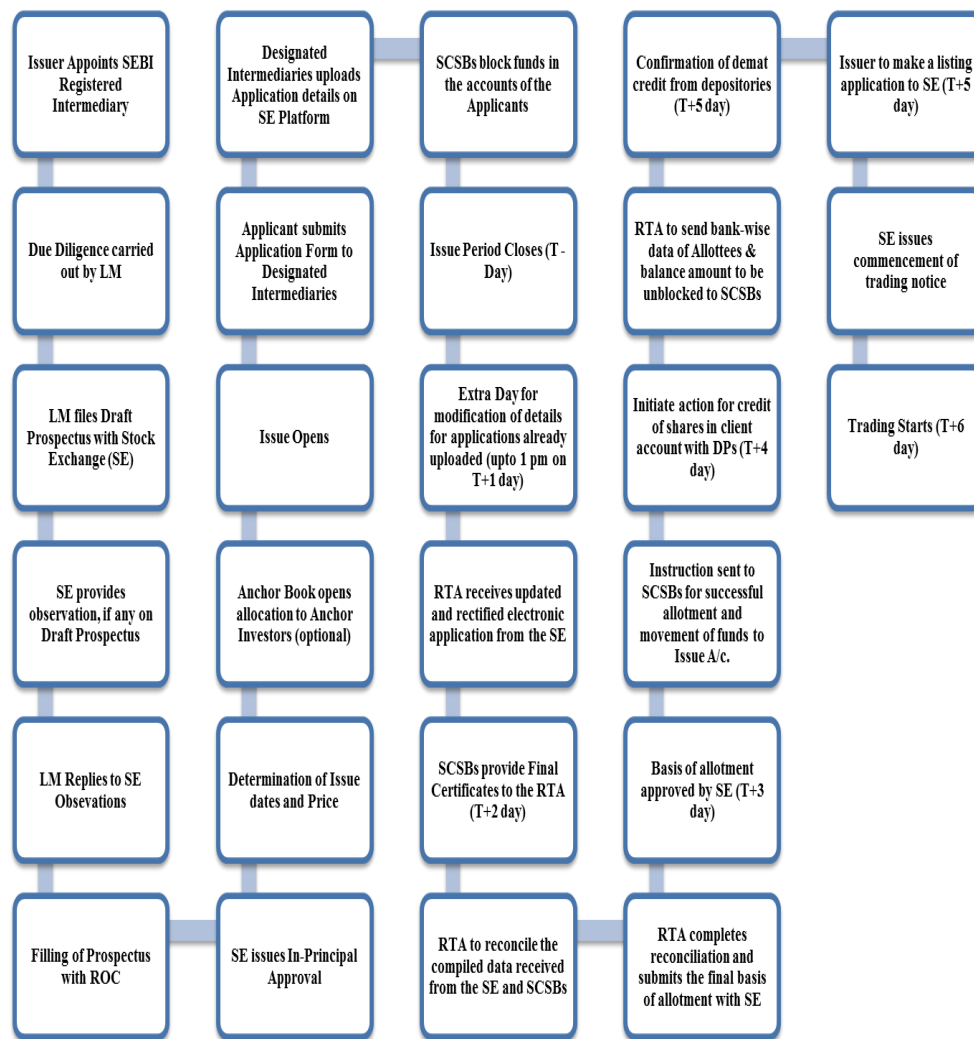 Issuer Appoints SEBI
Registered
Intermediary
Due Diligence carried
out by LM
LM files Draft
Prospectus with Stock
Exchange (SE)
SE provides
observation, if any on
Draft Prospectus
LM Replies to SE
Obsevations
Filling of Prospectus
with ROC
SE issues In-Principal
Approval
Determination of Issue
dates and Price
Anchor Book opens
allocation to Anchor
Investors (optional)
Issue Opens
Applicant submits
Application Form to
Designated
Intermediaries
Designated
Intermediaries uploads
Application details on
SE Platform
SCSBs block funds in
the accounts of the
Applicants
Issue Period Closes (T -
Day)
Extra Day for
modification of details
for applications already
uploaded (upto 1 pm on
T+1 day)
RTA receives updated
and rectified electronic
application from the SE
SCSBs provide Final
Certificates to the RTA
(T+2 day)
RTA to reconcile the
compiled data received
from the SE and SCSBs
RTA completes
reconciliation and
submits the final basis
of allotment with SE
Basis of allotment
approved by SE (T+3
day)
Instruction sent to
SCSBs for successful
allotment and
movement of funds to
Issue A/c.
Initiate action for credit
of shares in client
account with DPs (T+4
day)
RTA to send bank-wise
data of Allottees &
balance amount to be
unblocked to SCSBs
Confirmation of demat
credit from depositories
(T+5 day)
Issuer to make a listing
application to SE (T+5
day)
SE issues
commencement of
trading notice
Trading Starts (T+6
day)